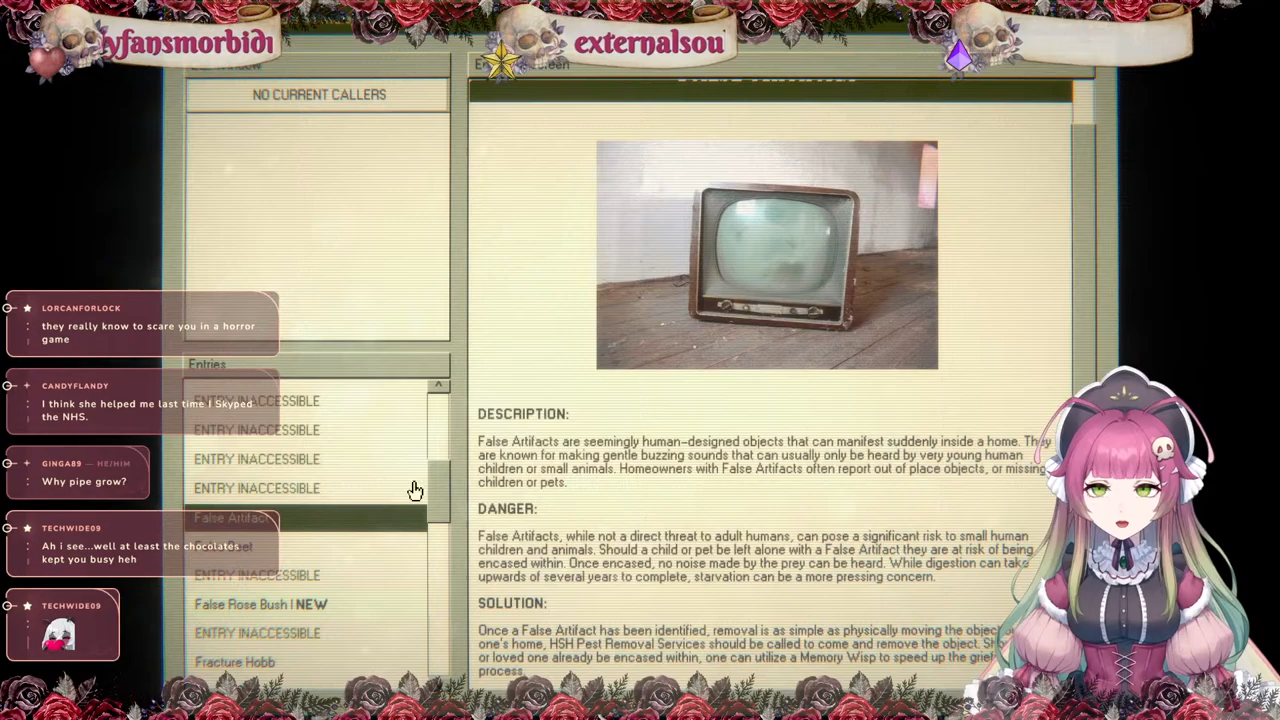 yfansmorbidi
externalsou
NO CURRENT CALLERS
DESCRIPTION:
False Artifacts are seemingly human-designed objects that can manifest suddenly inside a home. They
are known for making gentle buzzing sounds that can usually only be heard by very young human
children or small animals. Homeowners with False Artifacts often report out of place objects, or missing
children or pets.
DANGER:
False Artifacts, while not a direct threat to adult humans, can pose a significant risk to small human
children and animals. Should a child or pet be left alone with a False Artifact they are at risk of being
encased within. Once encased, no noise made by the prey can be heard. While digestion can take
upwards of several years to complete, starvation can be a more pressing concern.
SOLUTION:
Once a False Artifact has been identified, removal is as simple as physically moving the object
one's home, HSH Pest Removal Services should be called to come and remove the object.
or loved one already be encased within, one can utilize a Memory Wisp to speed up the grief
process.
Entries
ENTRY INACCESSIBLE
ENTRY INACCESSIBLE
ENTRY INACCESSIBLE
ENTRY INACCESSIBLE
False Artifact
ENTRY INACCESSIBLE
False Rose Bush | NEW
ENTRY INACCESSIBLE
Fracture Hobb
LORCANFORLOCK
they really know to scare you in a horror
game
CANDYFLANDY
I think she helped me last time I Skyped
the NHS.
GINGA89 — HE/HIM
Why pipe grow?
TECHWIDE09
Ah i see...well at least the chocolates
kept you busy heh
TECHWIDE09